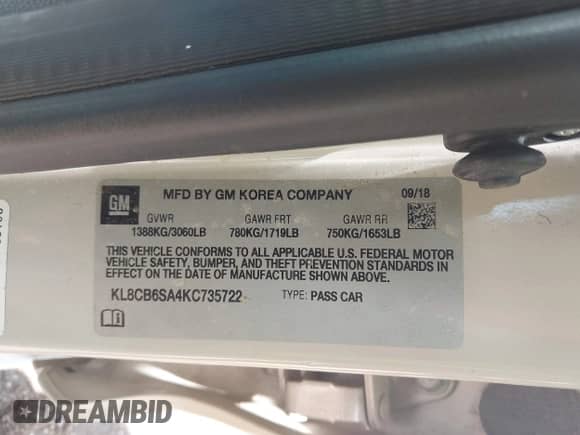 GM
MFD BY GM KOREA COMPANY 09/18
GVWR GAWR FRT GAWR RR
1388KG/3060LB 780KG/1719LB 750KG/1653LB
THIS VEHICLE CONFORMS TO ALL APPLICABLE U.S. FEDERAL MOTOR
VEHICLE SAFETY, BUMPER, AND THEFT PREVENTION STANDARDS IN
EFFECT ON THE DATE OF MANUFACTURE SHOWN ABOVE.
KL8CB6SA4KC735722 TYPE: PASS CAR
DREAMBID